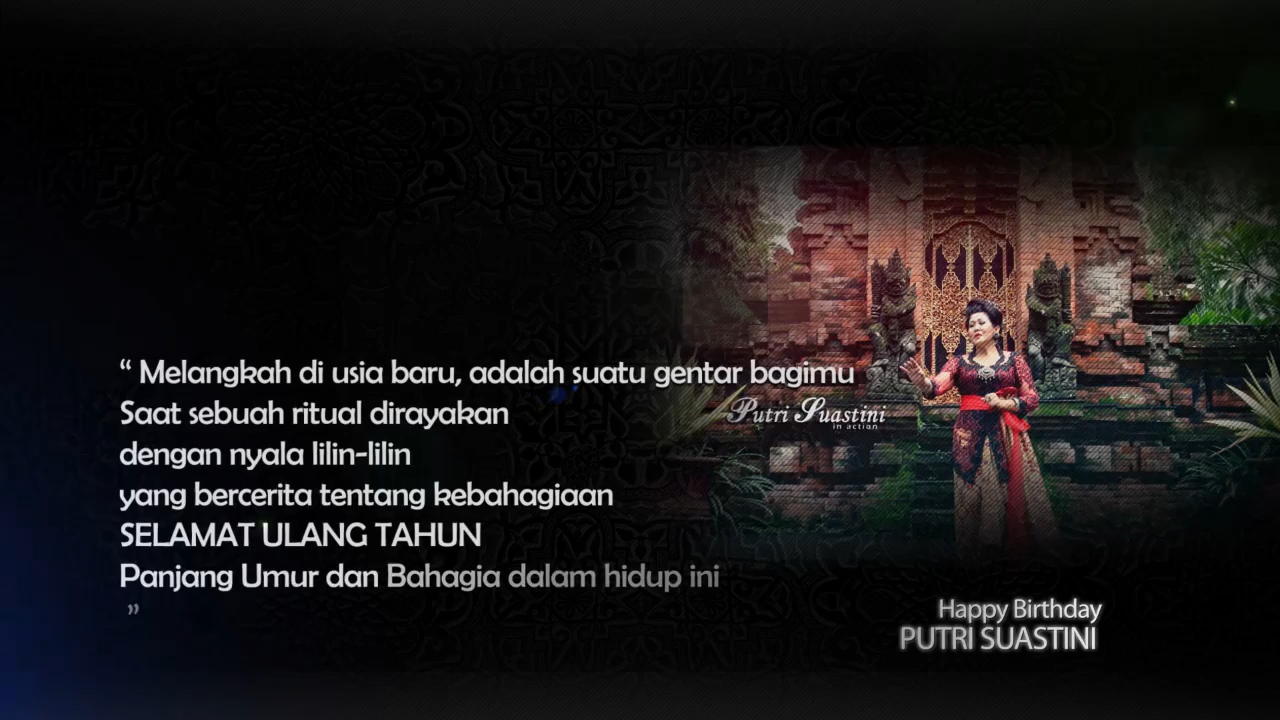 “ Melangkah di usia baru, adalah suatu gentar bagimu
Saat sebuah ritual dirayakan
dengan nyala lilin-lilin
yang bercerita tentang kebahagiaan
SELAMAT ULANG TAHUN
Panjang Umur dan Bahagia dalam hidup ini
”
Putri Suastini
in action
Happy Birthday
PUTRI SUASTINI